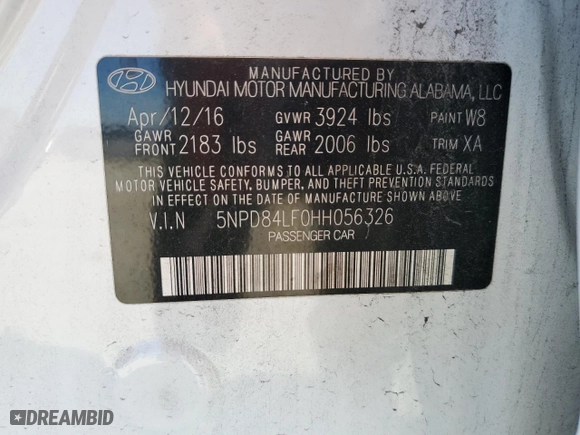 MANUFACTURED BY
HYUNDAI MOTOR MANUFACTURING ALABAMA, LLC
Apr/12/16 GVWR 3924 lbs PAINT W8
GAWR FRONT 2183 lbs GAWR REAR 2006 lbs TRIM XA
THIS VEHICLE CONFORMS TO ALL APPLICABLE U.S.A. FEDERAL
MOTOR VEHICLE SAFETY, BUMPER, AND THEFT PREVENTION STANDARDS
IN EFFECT ON THE DATE OF MANUFACTURE SHOWN ABOVE
V.I.N 5NPD84LF0HH056326
PASSENGER CAR
DREAMBID